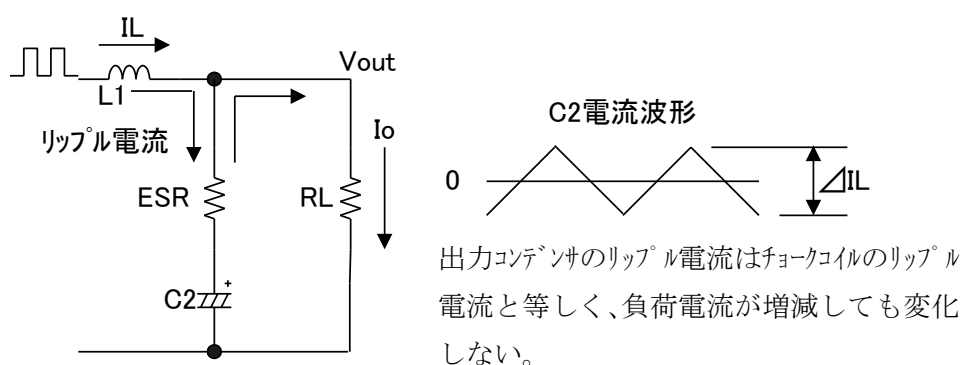 IL
Vout
L1
リップル電流
Io
ESR
RL
C2
+
C2電流波形
0
⊿IL
出力コンデンサのリップル電流はチョークコイルのリップル
電流と等しく、負荷電流が増減しても変化
しない。